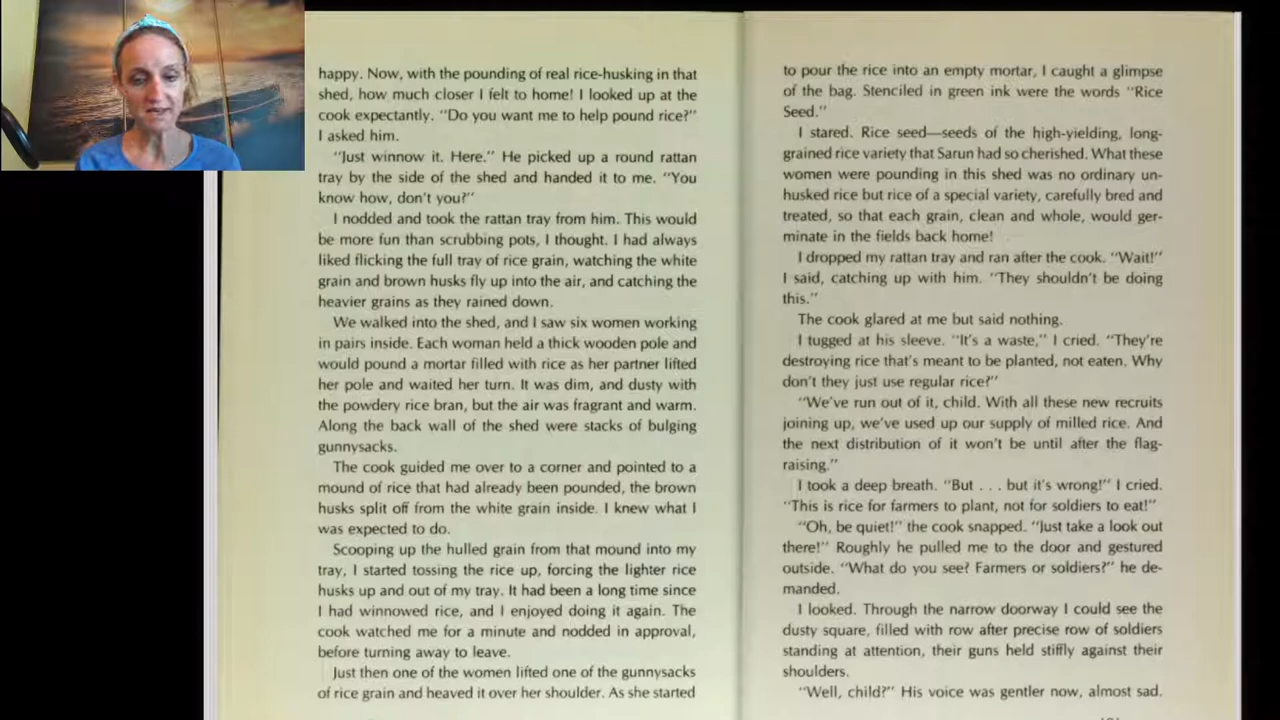 happy. Now, with the pounding of real rice-husking in that
shed, how much closer I felt to home! I looked up at the
cook expectantly. “Do you want me to help pound rice?”
I asked him.
“Just winnow it. Here.” He picked up a round rattan
tray by the side of the shed and handed it to me. “You
know how, don’t you?”
I nodded and took the rattan tray from him. This would
be more fun than scrubbing pots, I thought. I had always
liked flicking the full tray of rice grain, watching the white
grain and brown husks fly up into the air, and catching the
heavier grains as they rained down.
We walked into the shed, and I saw six women working
in pairs inside. Each woman held a thick wooden pole and
would pound a mortar filled with rice as her partner lifted
her pole and waited her turn. It was dim, and dusty with
the powdery rice bran, but the air was fragrant and warm.
Along the back wall of the shed were stacks of bulging
gunnysacks.
The cook guided me over to a corner and pointed to a
mound of rice that had already been pounded, the brown
husks split off from the white grain inside. I knew what I
was expected to do.
Scooping up the hulled grain from that mound into my
tray, I started tossing the rice up, forcing the lighter rice
husks up and out of my tray. It had been a long time since
I had winnowed rice, and I enjoyed doing it again. The
cook watched me for a minute and nodded in approval,
before turning away to leave.
Just then one of the women lifted one of the gunnysacks
of rice grain and heaved it over her shoulder. As she started
to pour the rice into an empty mortar, I caught a glimpse
of the bag. Stenciled in green ink were the words “Rice
Seed.”
I stared. Rice seed—seeds of the high-yielding, long-
grained rice variety that Sarun had so cherished. What these
women were pounding in this shed was no ordinary un-
husked rice but rice of a special variety, carefully bred and
treated, so that each grain, clean and whole, would ger-
minate in the fields back home!
I dropped my rattan tray and ran after the cook. “Wait!”
I said, catching up with him. “They shouldn’t be doing
this.”
The cook glared at me but said nothing.
I tugged at his sleeve. “It’s a waste,” I cried. “They’re
destroying rice that’s meant to be planted, not eaten. Why
don’t they just use regular rice?”
“We’ve run out of it, child. With all these new recruits
joining up, we’ve used up our supply of milled rice. And
the next distribution of it won’t be until after the flag-
raising.”
I took a deep breath. “But . . . but it’s wrong!” I cried.
“This is rice for farmers to plant, not for soldiers to eat!”
“Oh, be quiet!” the cook snapped. “Just take a look out
there!” Roughly he pulled me to the door and gestured
outside. “What do you see? Farmers or soldiers?” he de-
manded.
I looked. Through the narrow doorway I could see the
dusty square, filled with row after precise row of soldiers
standing at attention, their guns held stiffly against their
shoulders.
“Well, child?” His voice was gentler now, almost sad.